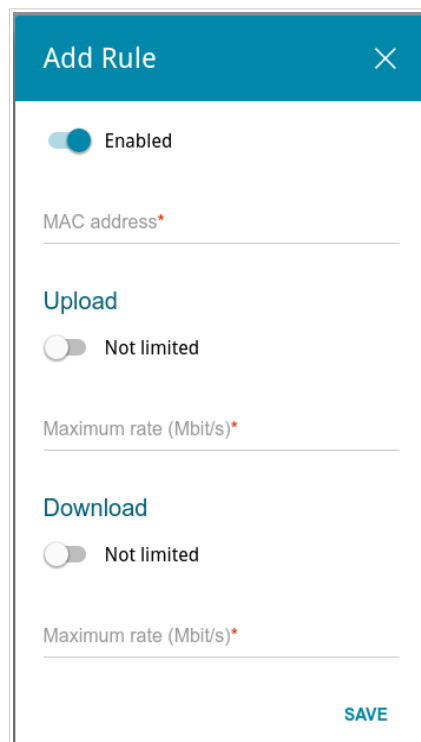 Add Rule
Enabled
MAC address*
Upload
Not limited
Maximum rate (Mbit/s)*
Download
Not limited
Maximum rate (Mbit/s)*
SAVE